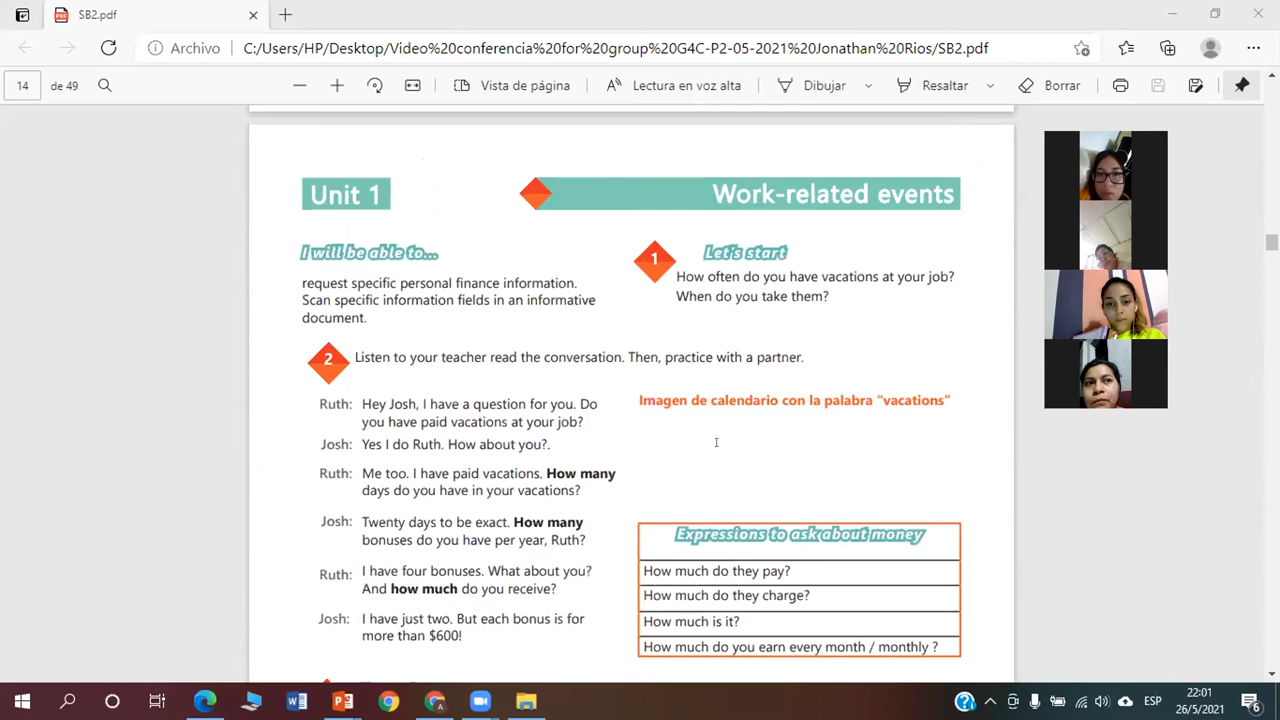 SB2.pdf
Archivo
C:/Users/HP/Desktop/Video%20conferencia%20for%20group%20G4C-P2-05-2021%20Jonathan%20Rios/SB2.pdf
14
de 49
Vista de página
Lectura en voz alta
Dibujar
Resaltar
Borrar
Unit 1
Work-related events
I will be able to...
request specific personal finance information.
Scan specific information fields in an informative
document.
1
Let's start
How often do you have vacations at your job?
When do you take them?
2
Listen to your teacher read the conversation. Then, practice with a partner.
Ruth: Hey Josh, I have a question for you. Do
you have paid vacations at your job?
Josh: Yes I do Ruth. How about you?.
Ruth: Me too. I have paid vacations. How many
days do you have in your vacations?
Josh: Twenty days to be exact. How many
bonuses do you have per year, Ruth?
Ruth: I have four bonuses. What about you?
And how much do you receive?
Josh: I have just two. But each bonus is for
more than $600!
Imagen de calendario con la palabra “vacations”
Expressions to ask about money
How much do they pay?
How much do they charge?
How much is it?
How much do you earn every month / monthly ?
ESP
22:01
26/5/2021
6